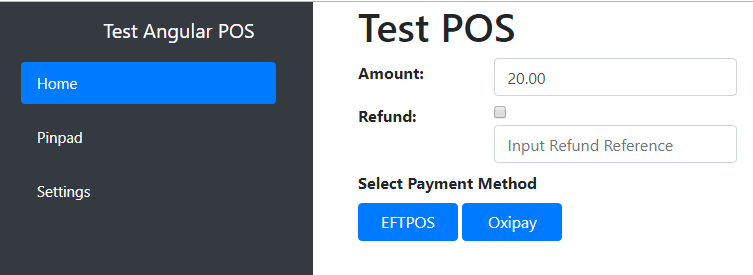 Test Angular POS
Home
Pinpad
Settings
Test POS
Amount:
20.00
Refund:
Input Refund Reference
Select Payment Method
EFTPOS
Oxipay